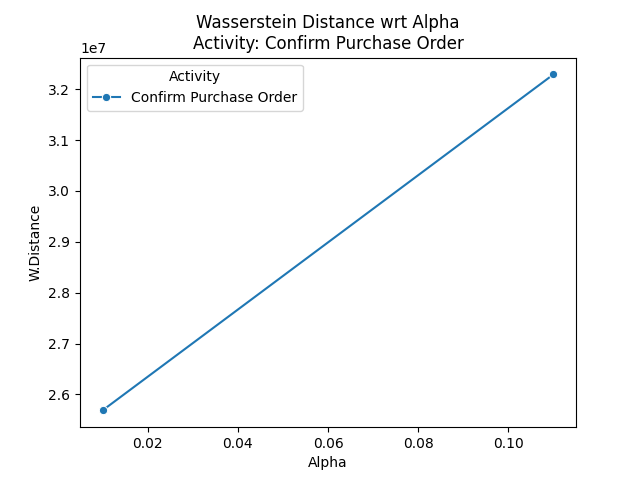 Wasserstein Distance wrt Alpha
Activity: Confirm Purchase Order
1e7
Activity
Confirm Purchase Order
3.2
3.1
3.0
2.9
2.8
2.7
2.6
W.Distance
0.02 0.04 0.06 0.08 0.10
Alpha